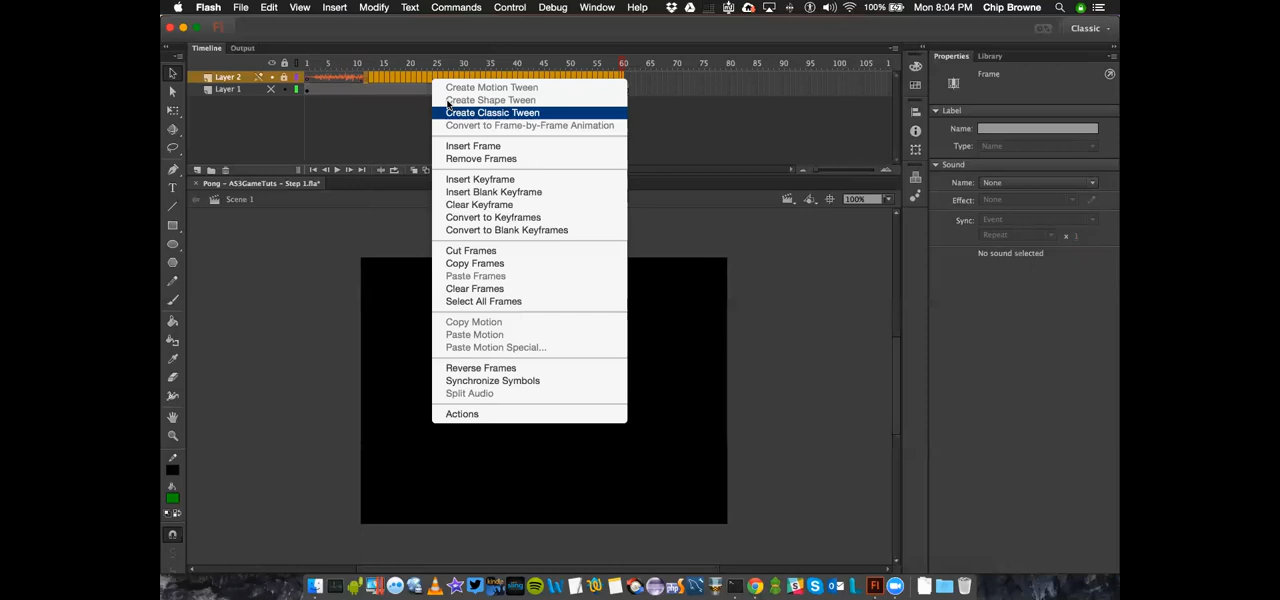 Flash File Edit View Insert Modify Text Commands Control Debug Window Help 100% Mon 8:04 PM Chip Browne
Classic
Timeline Output
Properties Library
1 5 10 15 20 25 30 35 40 45 50 55 60 65 70 75 80 85 90 95 100 105 1
Layer 2
Layer 1
Frame
Label
Name:
Type: Name
Sound
Name: None
Effect: None
Sync: Event
Repeat x 1
No sound selected
Create Motion Tween
Create Shape Tween
Create Classic Tween
Convert to Frame-by-Frame Animation
Insert Frame
Remove Frames
Insert Keyframe
Insert Blank Keyframe
Clear Keyframe
Convert to Keyframes
Convert to Blank Keyframes
Cut Frames
Copy Frames
Paste Frames
Clear Frames
Select All Frames
Copy Motion
Paste Motion
Paste Motion Special...
Reverse Frames
Synchronize Symbols
Split Audio
Actions
Pong - AS3GameTuts - Step 1.fla*
Scene 1
100%